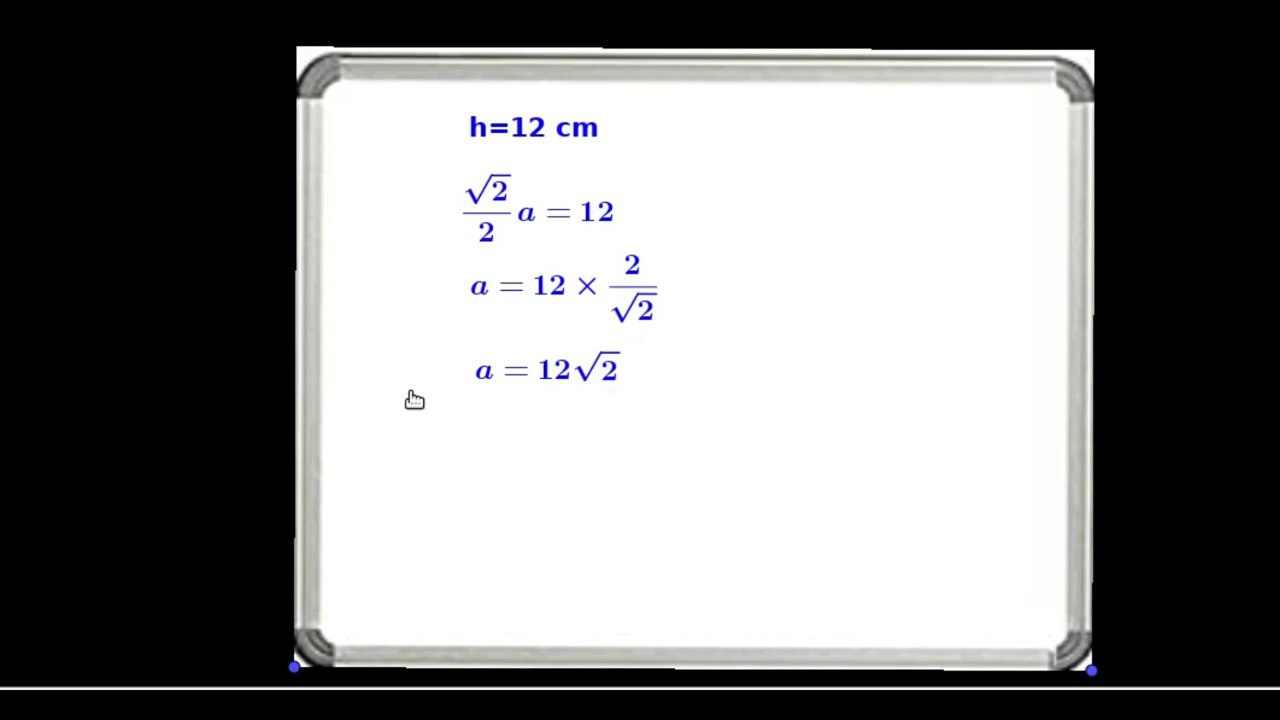 h=12 cm
√2/2 a = 12
a = 12 × 2/√2
a = 12√2